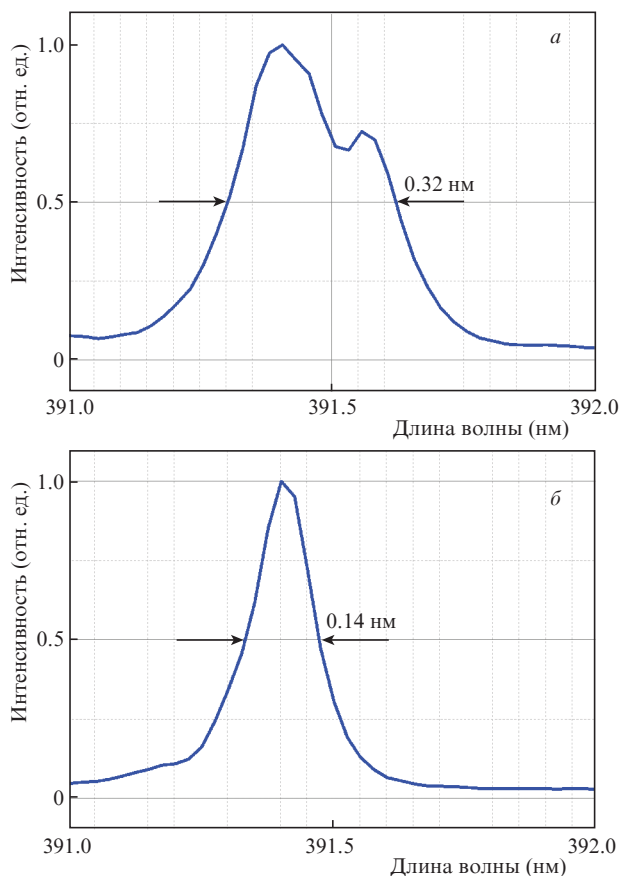 а
1.0
Интенсивность (отн. ед.)
0.32 нм
0.5
0
391.0
391.5
392.0
Длина волны (нм)
б
1.0
Интенсивность (отн. ед.)
0.14 нм
0.5
0
391.0
391.5
392.0
Длина волны (нм)